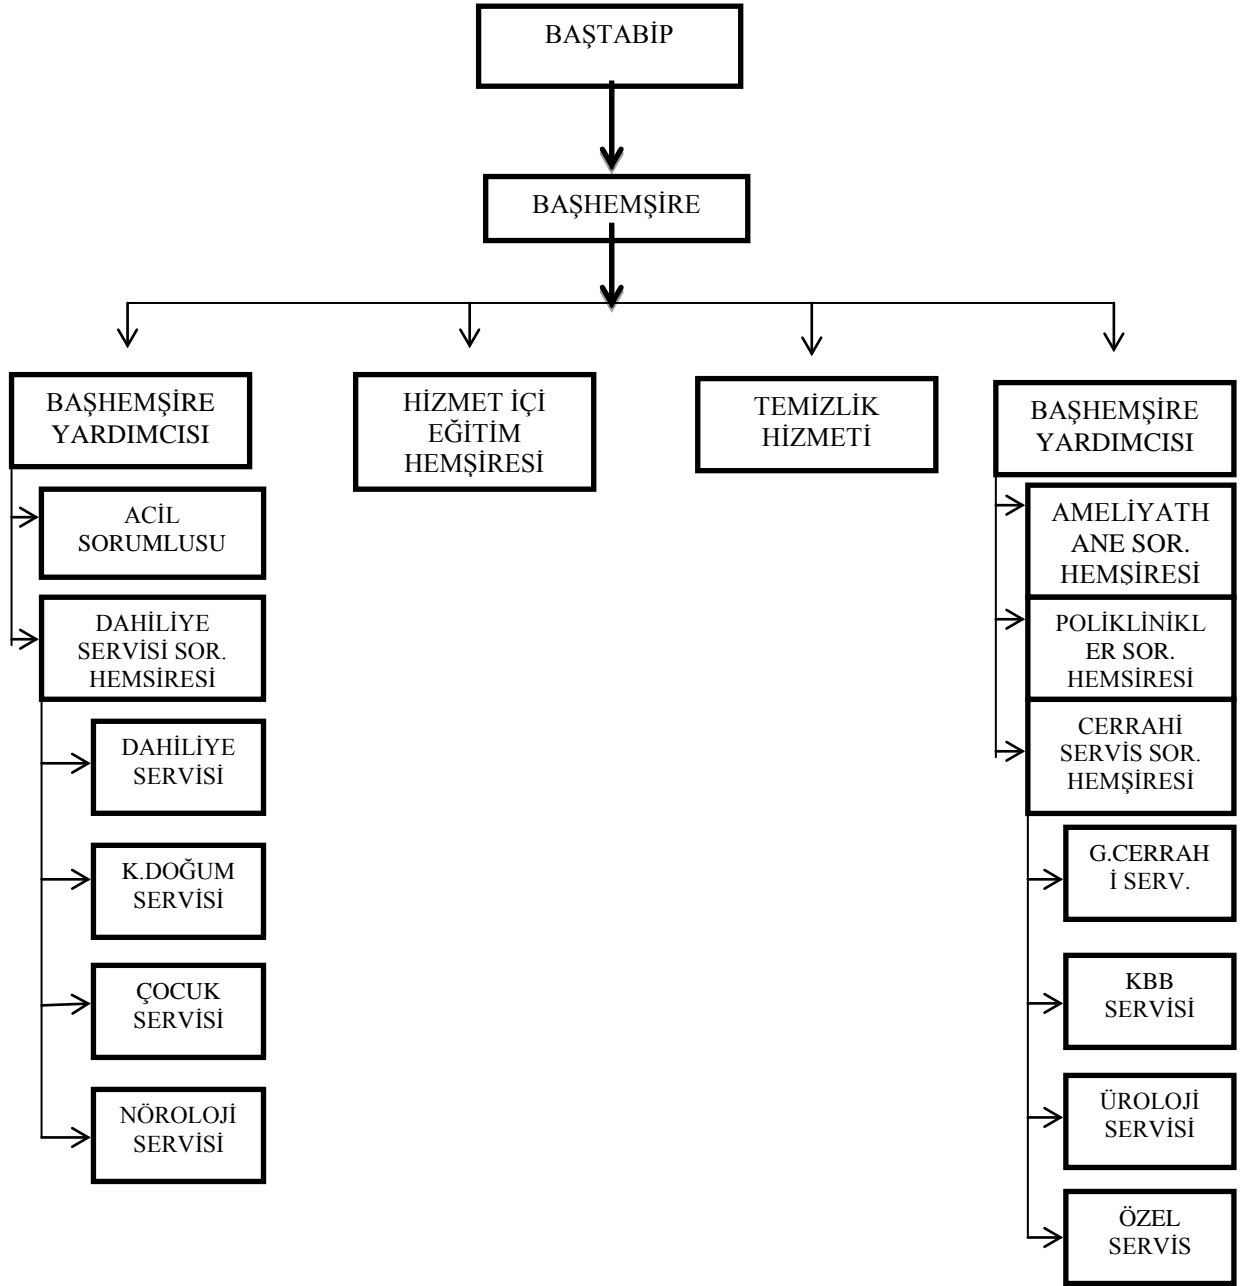 BAŞTABİP
BAŞHEMŞİRE
BAŞHEMŞİRE
YARDIMCISI
HİZMET İÇİ
EĞİTİM
HEMŞİRESİ
TEMİZLİK
HİZMETİ
BAŞHEMŞİRE
YARDIMCISI
ACİL
SORUMLUSU
DAHİLİYE
SERVİSİ SOR.
HEMSİRESİ
DAHİLİYE
SERVİSİ
K.DOĞUM
SERVİSİ
ÇOCUK
SERVİSİ
NÖROLOJİ
SERVİSİ
AMELİYATH
ANE SOR.
HEMŞİRESİ
POLİKLİNİKL
ER SOR.
HEMSİRESİ
CERRAHİ
SERVİS SOR.
HEMŞİRESİ
G.CERRAH
İ SERV.
KBB
SERVİSİ
ÜROLOJİ
SERVİSİ
ÖZEL
SERVİS